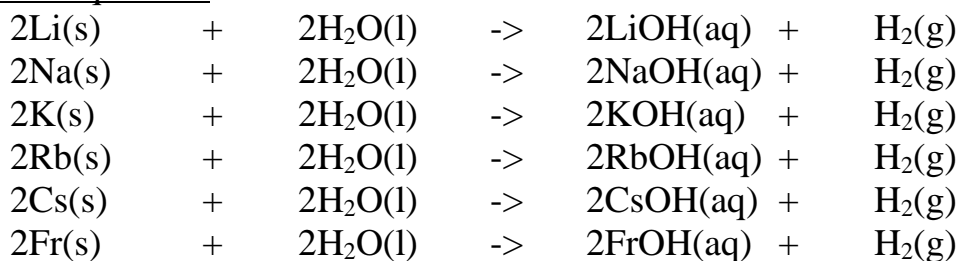 2Li(s) + 2H₂O(l) -> 2LiOH(aq) + H₂(g)
2Na(s) + 2H₂O(l) -> 2NaOH(aq) + H₂(g)
2K(s) + 2H₂O(l) -> 2KOH(aq) + H₂(g)
2Rb(s) + 2H₂O(l) -> 2RbOH(aq) + H₂(g)
2Cs(s) + 2H₂O(l) -> 2CsOH(aq) + H₂(g)
2Fr(s) + 2H₂O(l) -> 2FrOH(aq) + H₂(g)